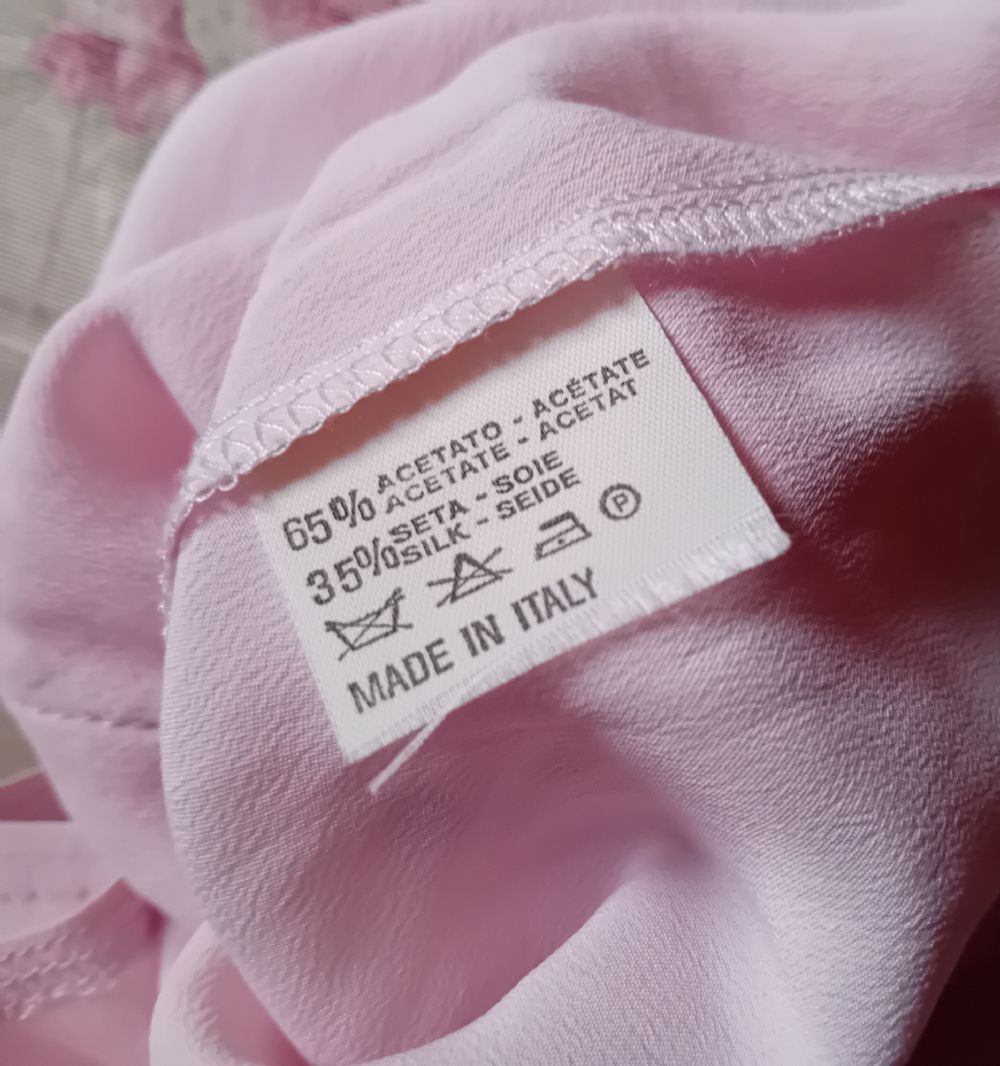 65% ACETATO - ACÉTATE
ACETATE - ACETAT
35% SETA - SOIE
SILK - SEIDE
P
MADE IN ITALY